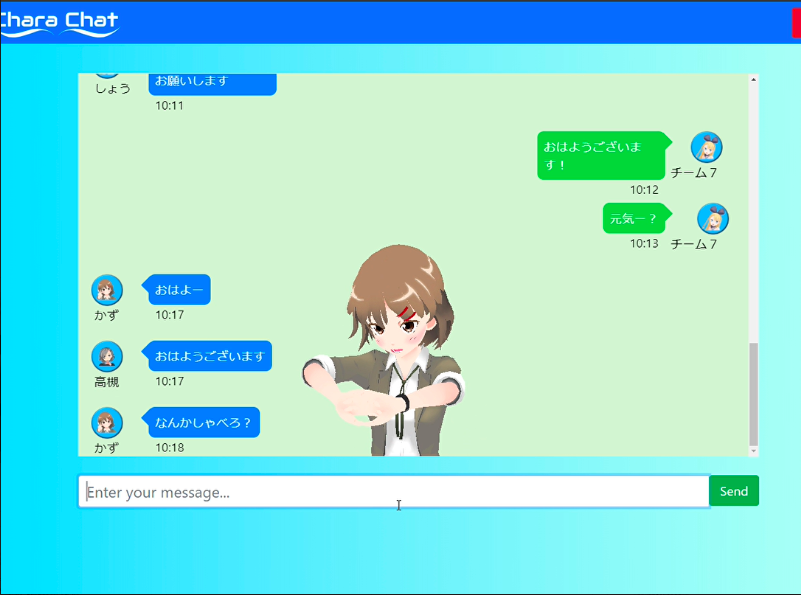 Chara Chat
お願いします
しょう
10:11
おはようございま
す！
チーム７
10:12
元気ー？
10:13
チーム７
おはよー
かず
10:17
おはようございます
高槻
10:17
なんかしゃべろ？
かず
10:18
Enter your message...
Send